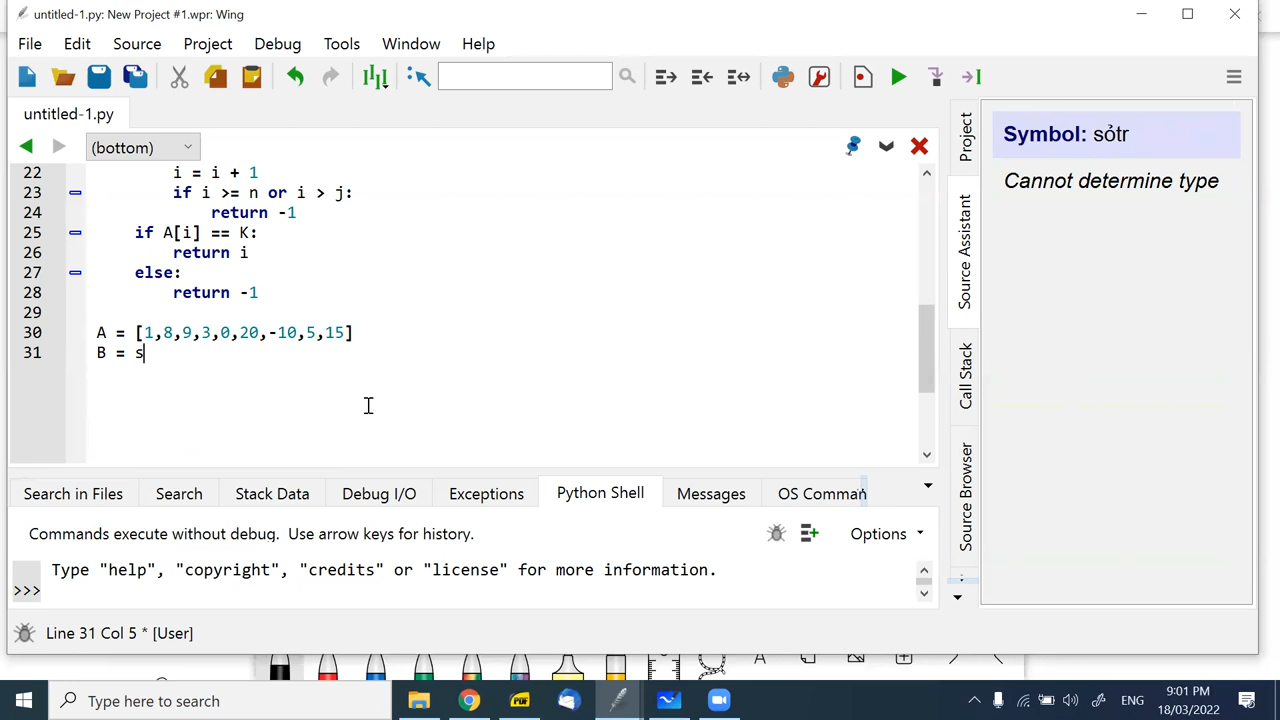 untitled-1.py: New Project #1.wpr: Wing
File Edit Source Project Debug Tools Window Help
untitled-1.py
(bottom)
22 i = i + 1
23 if i >= n or i > j:
24 return -1
25 if A[i] == K:
26 return i
27 else:
28 return -1
29
30 A = [1,8,9,3,0,20,-10,5,15]
31 B = s
Project
Source Assistant
Call Stack
Source Browser
Symbol: sỏtr
Cannot determine type
Search in Files Search Stack Data Debug I/O Exceptions Python Shell Messages OS Comman
Commands execute without debug. Use arrow keys for history.
Options
Type "help", "copyright", "credits" or "license" for more information.
>>>
Line 31 Col 5 * [User]
Type here to search
PDF
ENG
9:01 PM
18/03/2022